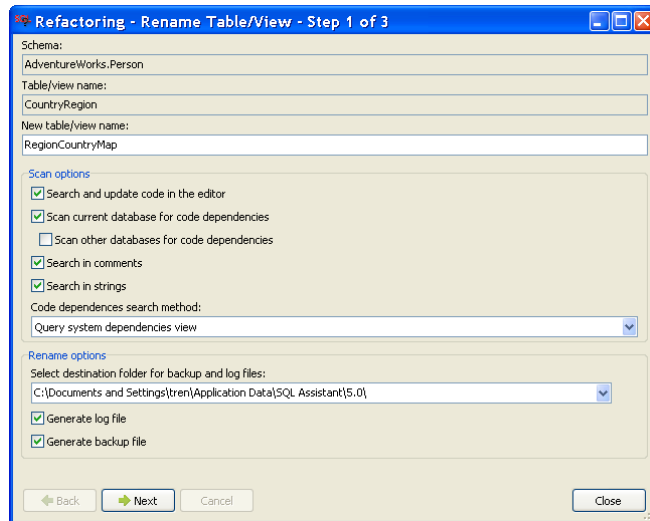 Refactoring - Rename Table/View - Step 1 of 3
Schema:
AdventureWorks.Person
Table/view name:
CountryRegion
New table/view name:
RegionCountryMap
Scan options
Search and update code in the editor
Scan current database for code dependencies
Scan other databases for code dependencies
Search in comments
Search in strings
Code dependences search method:
Query system dependencies view
Rename options
Select destination folder for backup and log files:
C:\Documents and Settings\tren\Application Data\SQL Assistant\5.0\
Generate log file
Generate backup file
Back Next Cancel Close